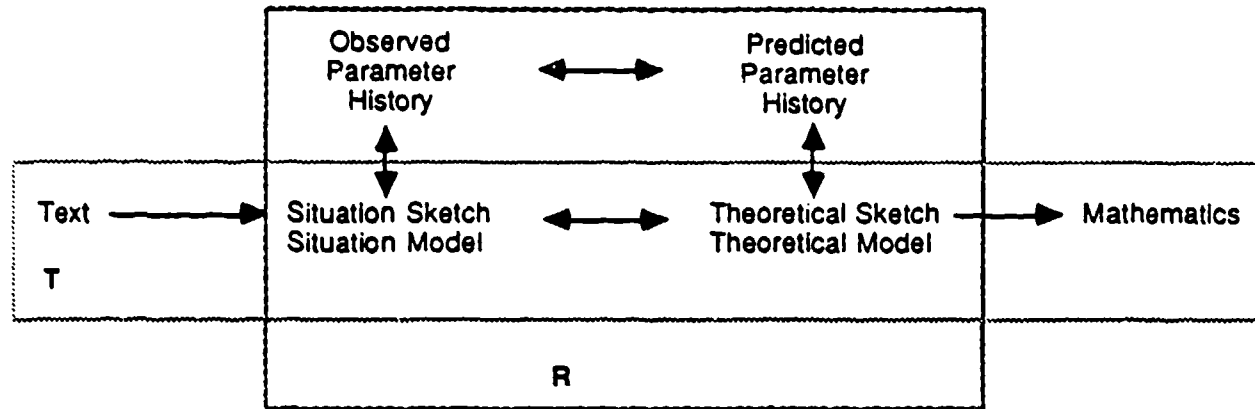 Observed
Parameter
History
Predicted
Parameter
History
Text
Situation Sketch
Situation Model
Theoretical Sketch
Theoretical Model
Mathematics
T
R